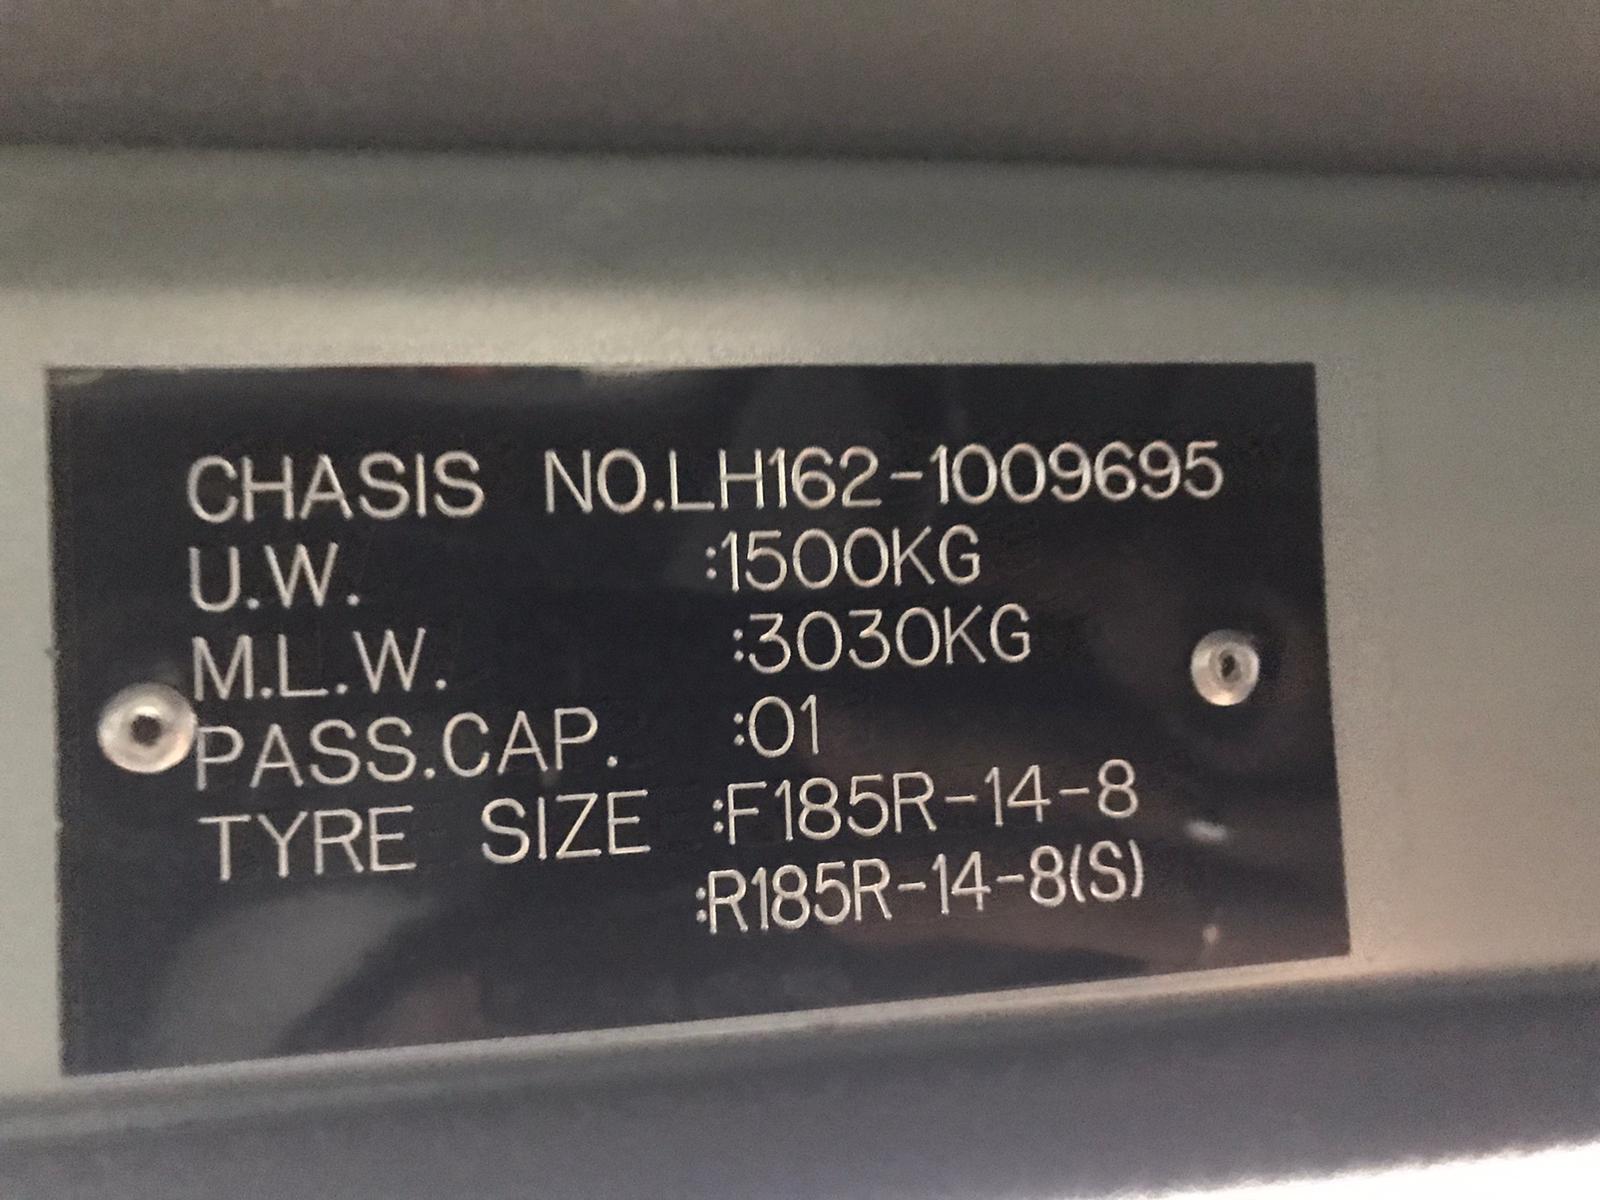 CHASIS NO.LH162-1009695
U.W. :1500KG
M.L.W. :3030KG
PASS.CAP. :01
TYRE SIZE :F185R-14-8
:R185R-14-8(S)